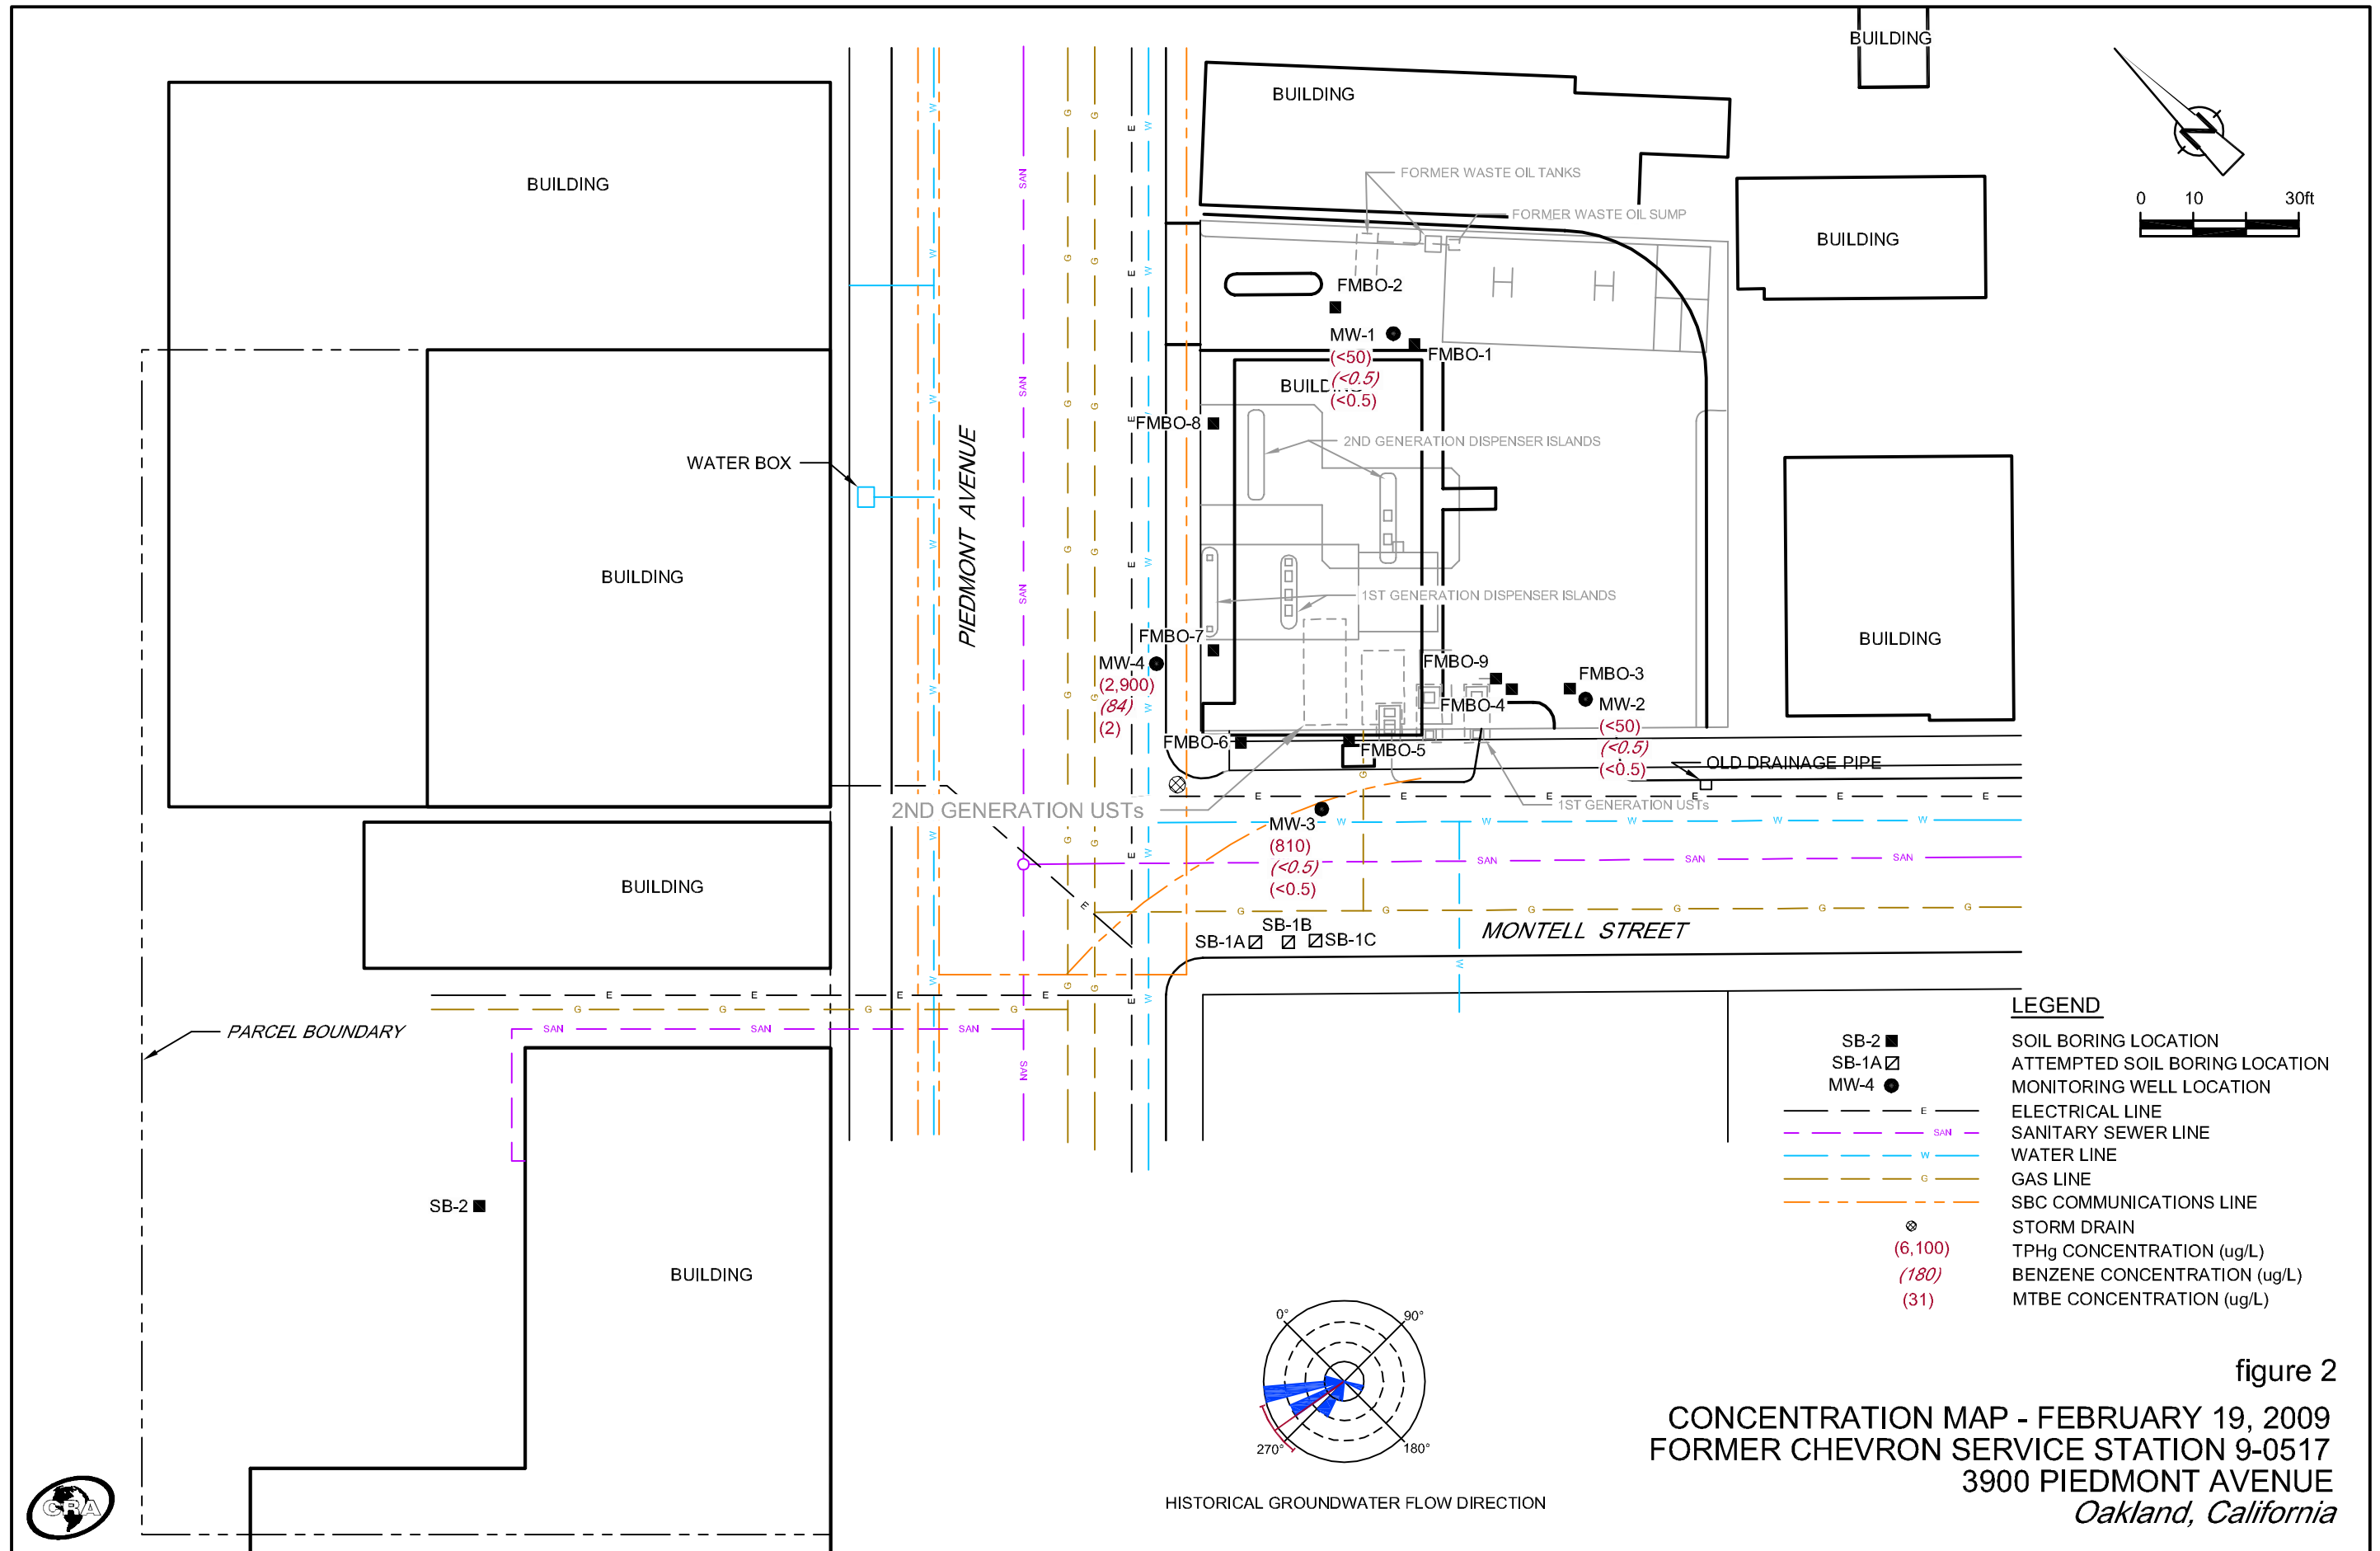 BUILDING
BUILDING
BUILDING
FORMER WASTE OIL TANKS
FORMER WASTE OIL SUMP
0 10 30ft
BUILDING
BUILDING
FMBO-2
MW-1
(<50)
(<0.5)
(<0.5)
FMBO-1
FMBO-8
2ND GENERATION DISPENSER ISLANDS
WATER BOX
PIEDMONT AVENUE
BUILDING
1ST GENERATION DISPENSER ISLANDS
BUILDING
FMBO-7
MW-4
(2,900)
(84)
(2)
FMBO-9
FMBO-3
FMBO-4
MW-2
(<50)
(<0.5)
(<0.5)
FMBO-6
FMBO-5
OLD DRAINAGE PIPE
2ND GENERATION USTs
1ST GENERATION USTs
MW-3
(810)
(<0.5)
(<0.5)
BUILDING
SB-1A
SB-1B
SB-1C
MONTELL STREET
PARCEL BOUNDARY
SB-2
BUILDING
LEGEND
SB-2 SOIL BORING LOCATION
SB-1A ATTEMPTED SOIL BORING LOCATION
MW-4 MONITORING WELL LOCATION
E ELECTRICAL LINE
SAN SANITARY SEWER LINE
W WATER LINE
G GAS LINE
SBC COMMUNICATIONS LINE
STORM DRAIN
(6,100) TPHg CONCENTRATION (ug/L)
(180) BENZENE CONCENTRATION (ug/L)
(31) MTBE CONCENTRATION (ug/L)
0° 90°
270° 180°
HISTORICAL GROUNDWATER FLOW DIRECTION
figure 2
CONCENTRATION MAP - FEBRUARY 19, 2009
FORMER CHEVRON SERVICE STATION 9-0517
3900 PIEDMONT AVENUE
Oakland, California
CRA